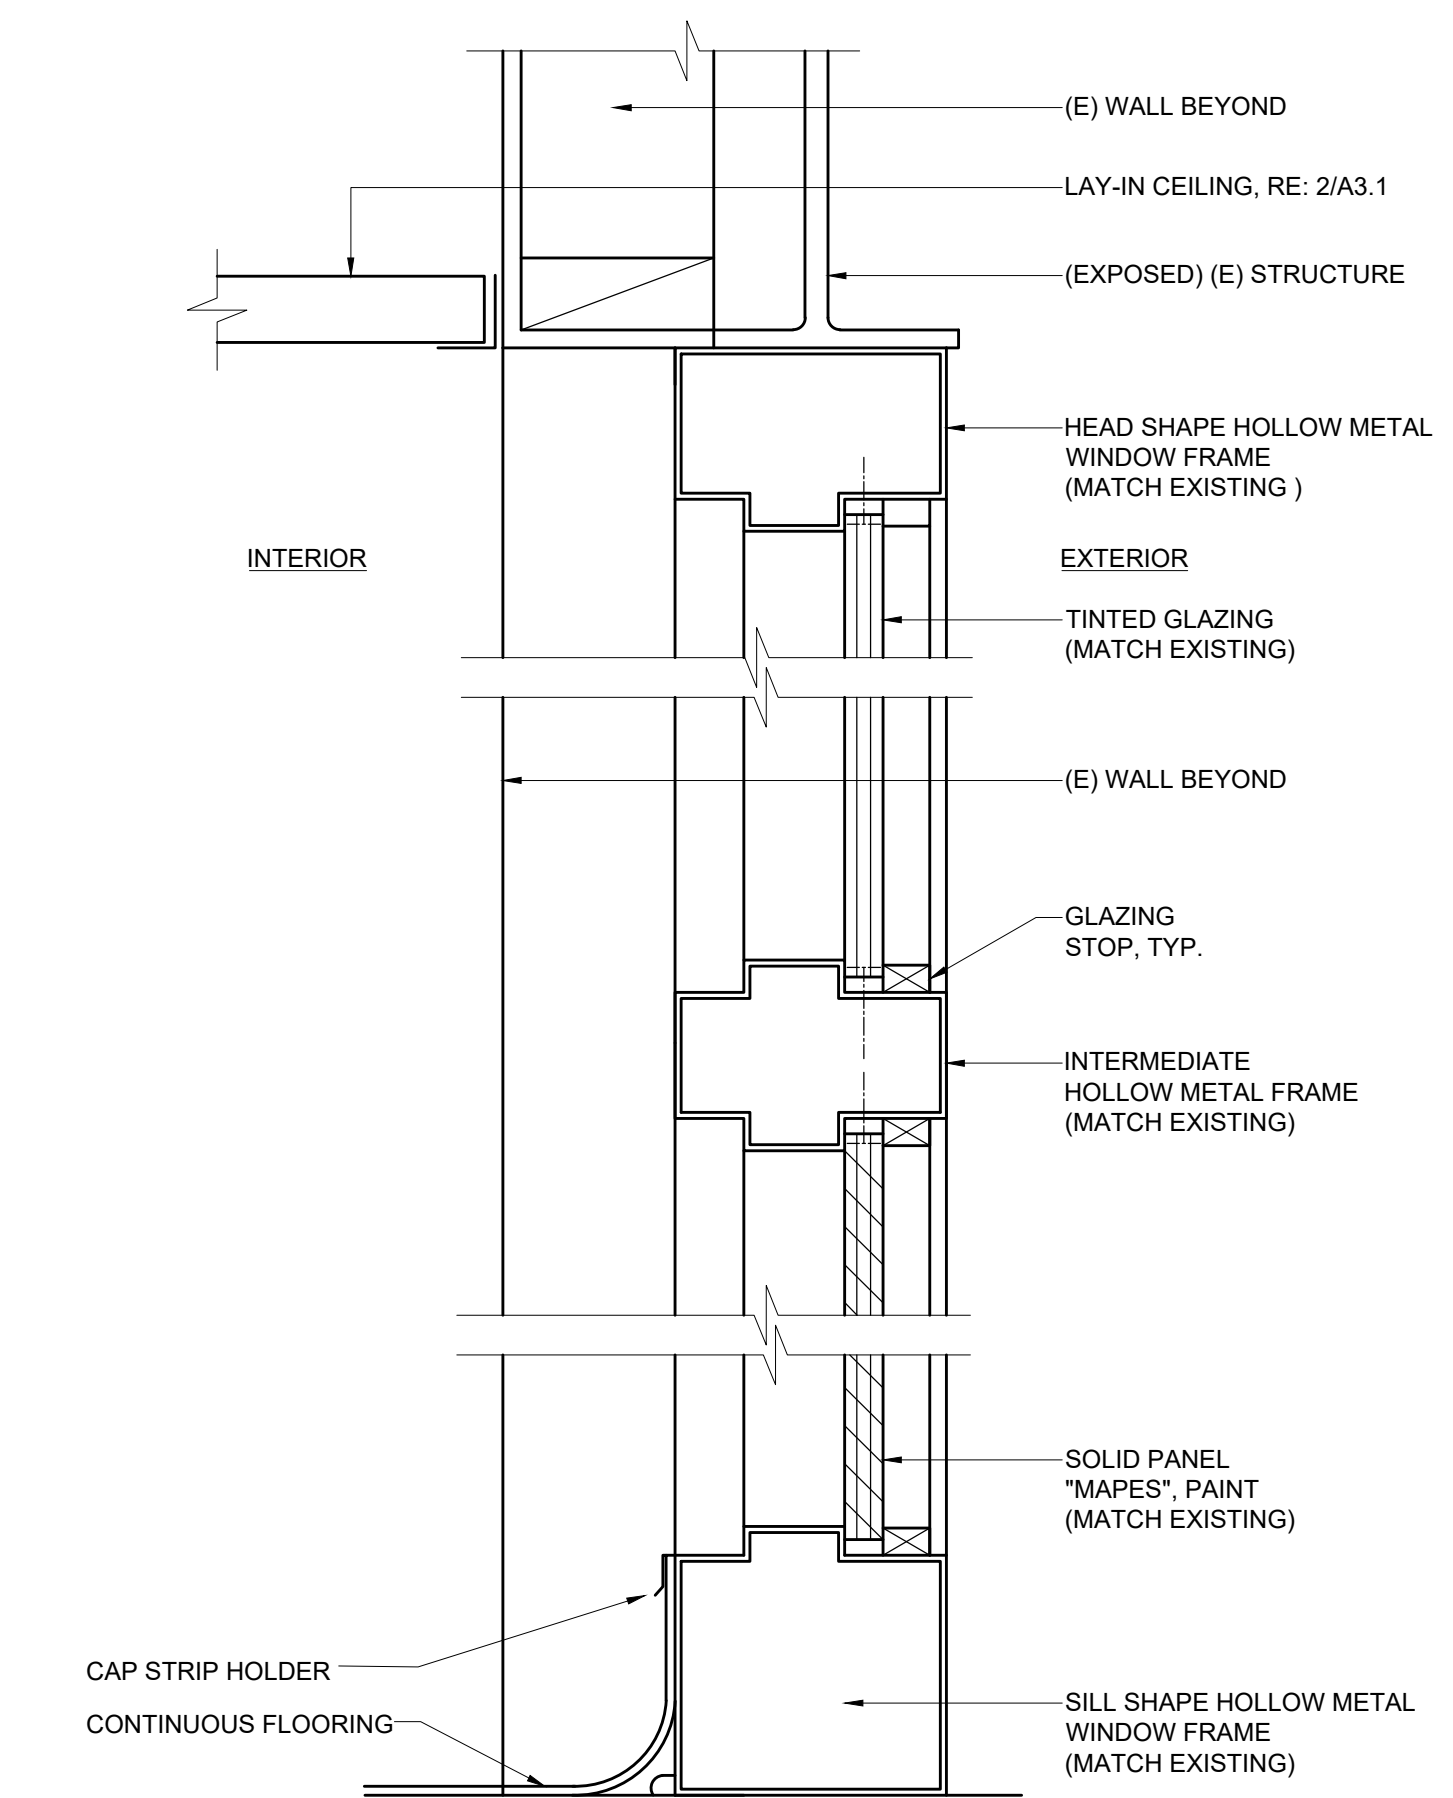 (E) WALL BEYOND
LAY-IN CEILING, RE: 2/A3.1
(EXPOSED) (E) STRUCTURE
HEAD SHAPE HOLLOW METAL
WINDOW FRAME
(MATCH EXISTING )
INTERIOR
EXTERIOR
TINTED GLAZING
(MATCH EXISTING)
(E) WALL BEYOND
GLAZING
STOP, TYP.
INTERMEDIATE
HOLLOW METAL FRAME
(MATCH EXISTING)
SOLID PANEL
"MAPES", PAINT
(MATCH EXISTING)
CAP STRIP HOLDER
CONTINUOUS FLOORING
SILL SHAPE HOLLOW METAL
WINDOW FRAME
(MATCH EXISTING)